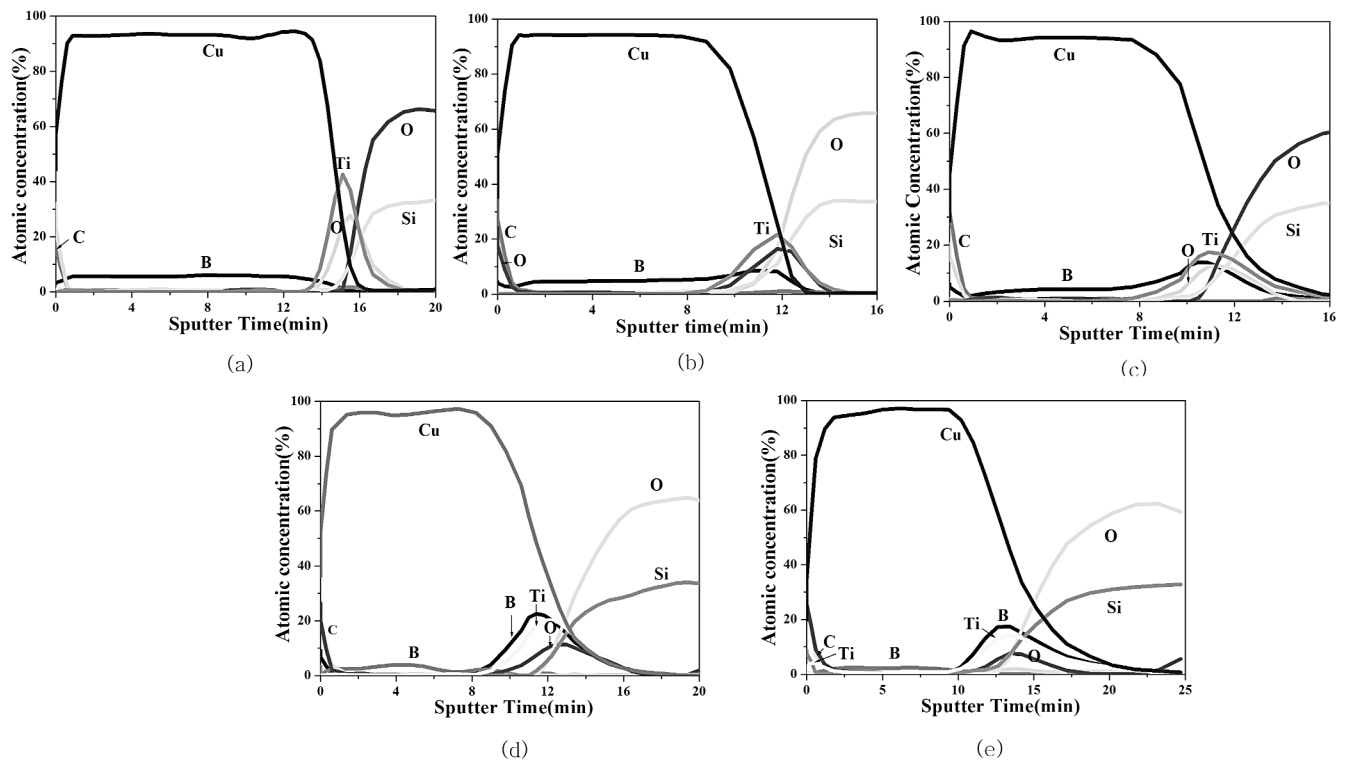 100
80
60
40
20
0
Atomic concentration(%)
Cu
C
B
Ti
O
O
Si
0 4 8 12 16 20
Sputter Time(min)
(a)
100
80
60
40
20
0
Atomic concentration(%)
Cu
C
O
B
Ti
O
Si
0 4 8 12 16
Sputter time(min)
(b)
100
80
60
40
20
0
Atomic Concentration(%)
Cu
C
B
O
Ti
O
Si
0 4 8 12 16
Sputter Time(min)
(c)
100
80
60
40
20
0
Atomic concentration(%)
Cu
C
B
B
Ti
O
O
Si
0 4 8 12 16 20
Sputter Time(min)
(d)
100
80
60
40
20
0
Atomic concentration(%)
Cu
C
Ti
B
Ti
B
O
O
Si
0 5 10 15 20 25
Sputter Time(min)
(e)